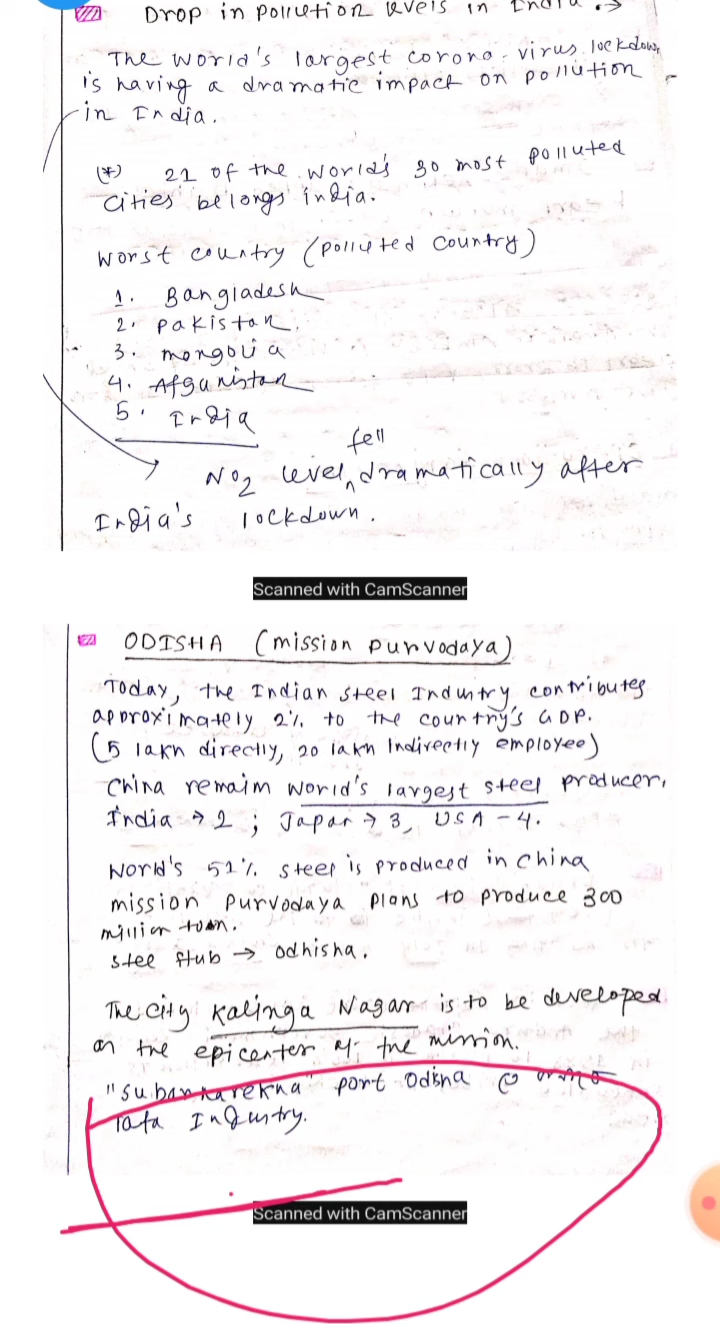 Drop in pollution levels in India :→
The World's largest corona-virus lockdown
is having a dramatic impact on pollution
in India.
(*) 21 of the world's 30 most polluted
Cities belongs india.
Worst country (polluted country)
1. Bangladesh
2. Pakistan.
3. mongolia
4. Afganistan
5. India
fell
NO2 level dramatically after
India's lockdown.
Scanned with CamScanner
ODISHA (mission purvodaya)
Today, the Indian steel Industry contributes
approximately 2% to the country's GDP.
(5 lakh directly, 20 lakh Indirectly employee)
China remain world's largest steel producer,
India → 2 ; Japan → 3, USA - 4.
World's 51% steel is produced in china
mission Purvodaya plans to produce 300
million
steel Hub → odhisha.
The city Kalinga Nagar is to be developed
on the epicenter of the mission.
"Subarnarekha" port Odisha
Tata Industry.
Scanned with CamScanner